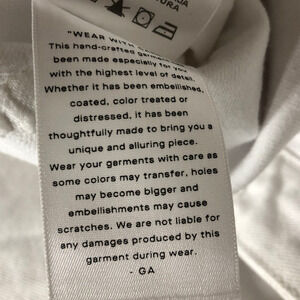 "WEAR WITH
This hand-crafted garment
been made especially for you
with the highest level of detail.
Whether it has been embellished,
coated, color treated or
distressed, it has been
thoughtfully made to bring you a
unique and alluring piece.
Wear your garments with care as
some colors may transfer, holes
may become bigger and
embellishments may cause
scratches. We are not liable for
any damages produced by this
garment during wear.
- GA